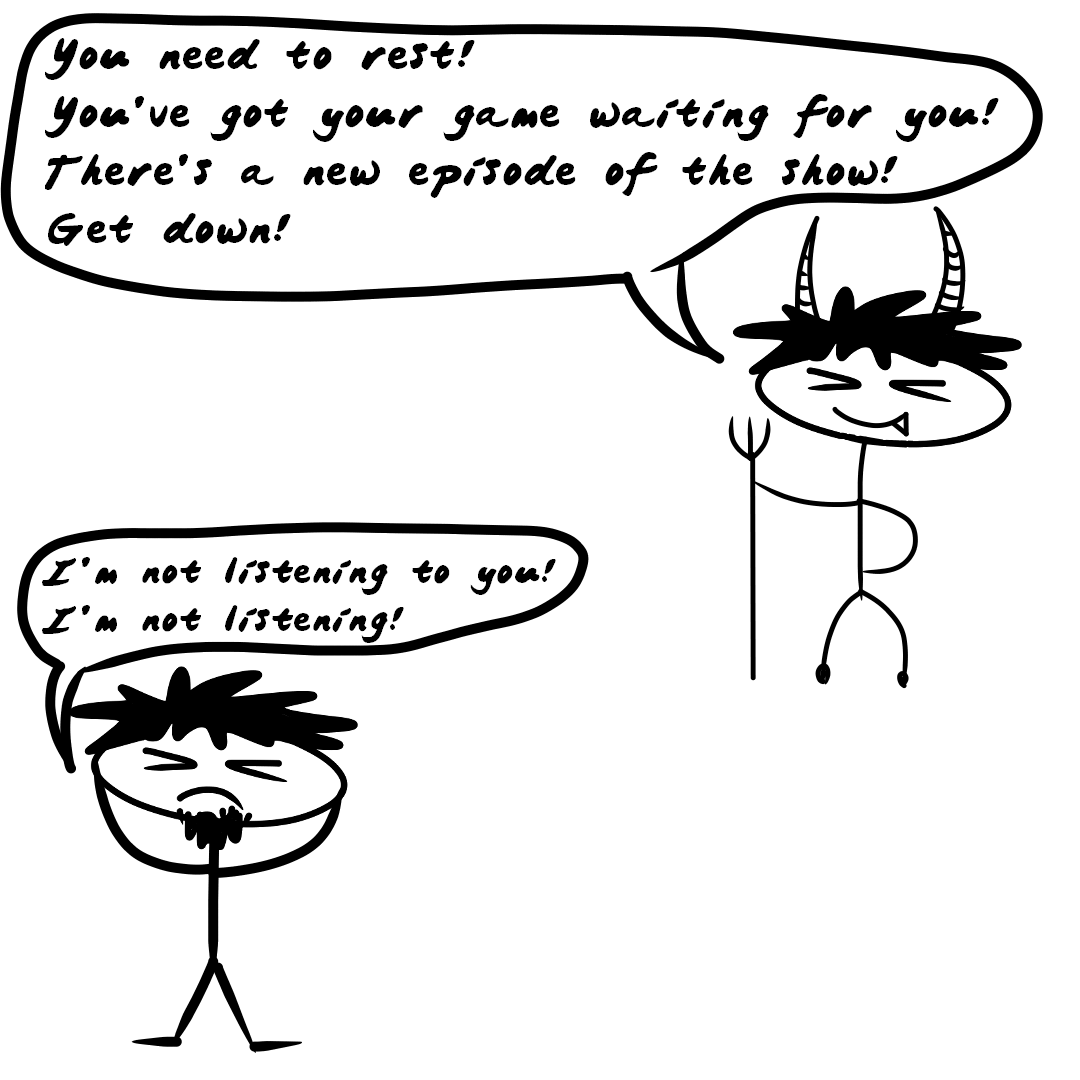 You need to rest!
You've got your game waiting for you!
There's a new episode of the show!
Get down!
I'm not listening to you!
I'm not listening!